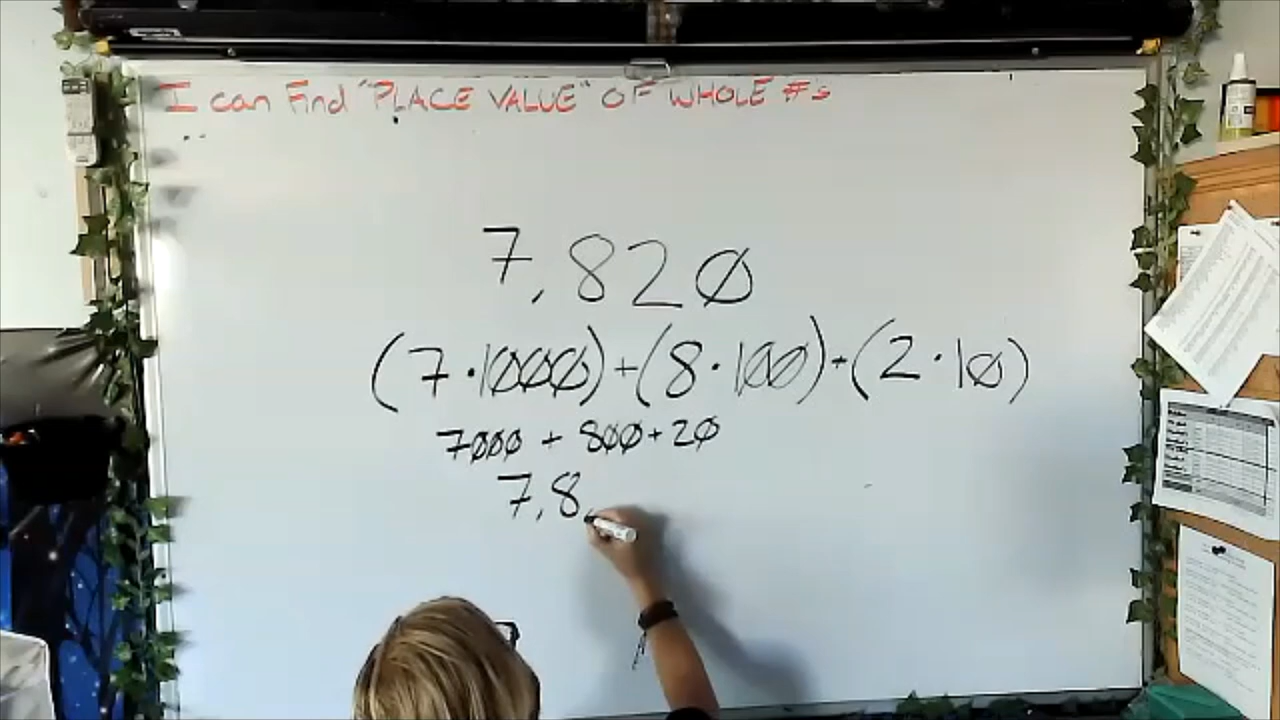 I can Find "PLACE VALUE" OF WHOLE #s
7,820
(7·1000)+(8·100)+(2·10)
7000 + 800+20
7,8